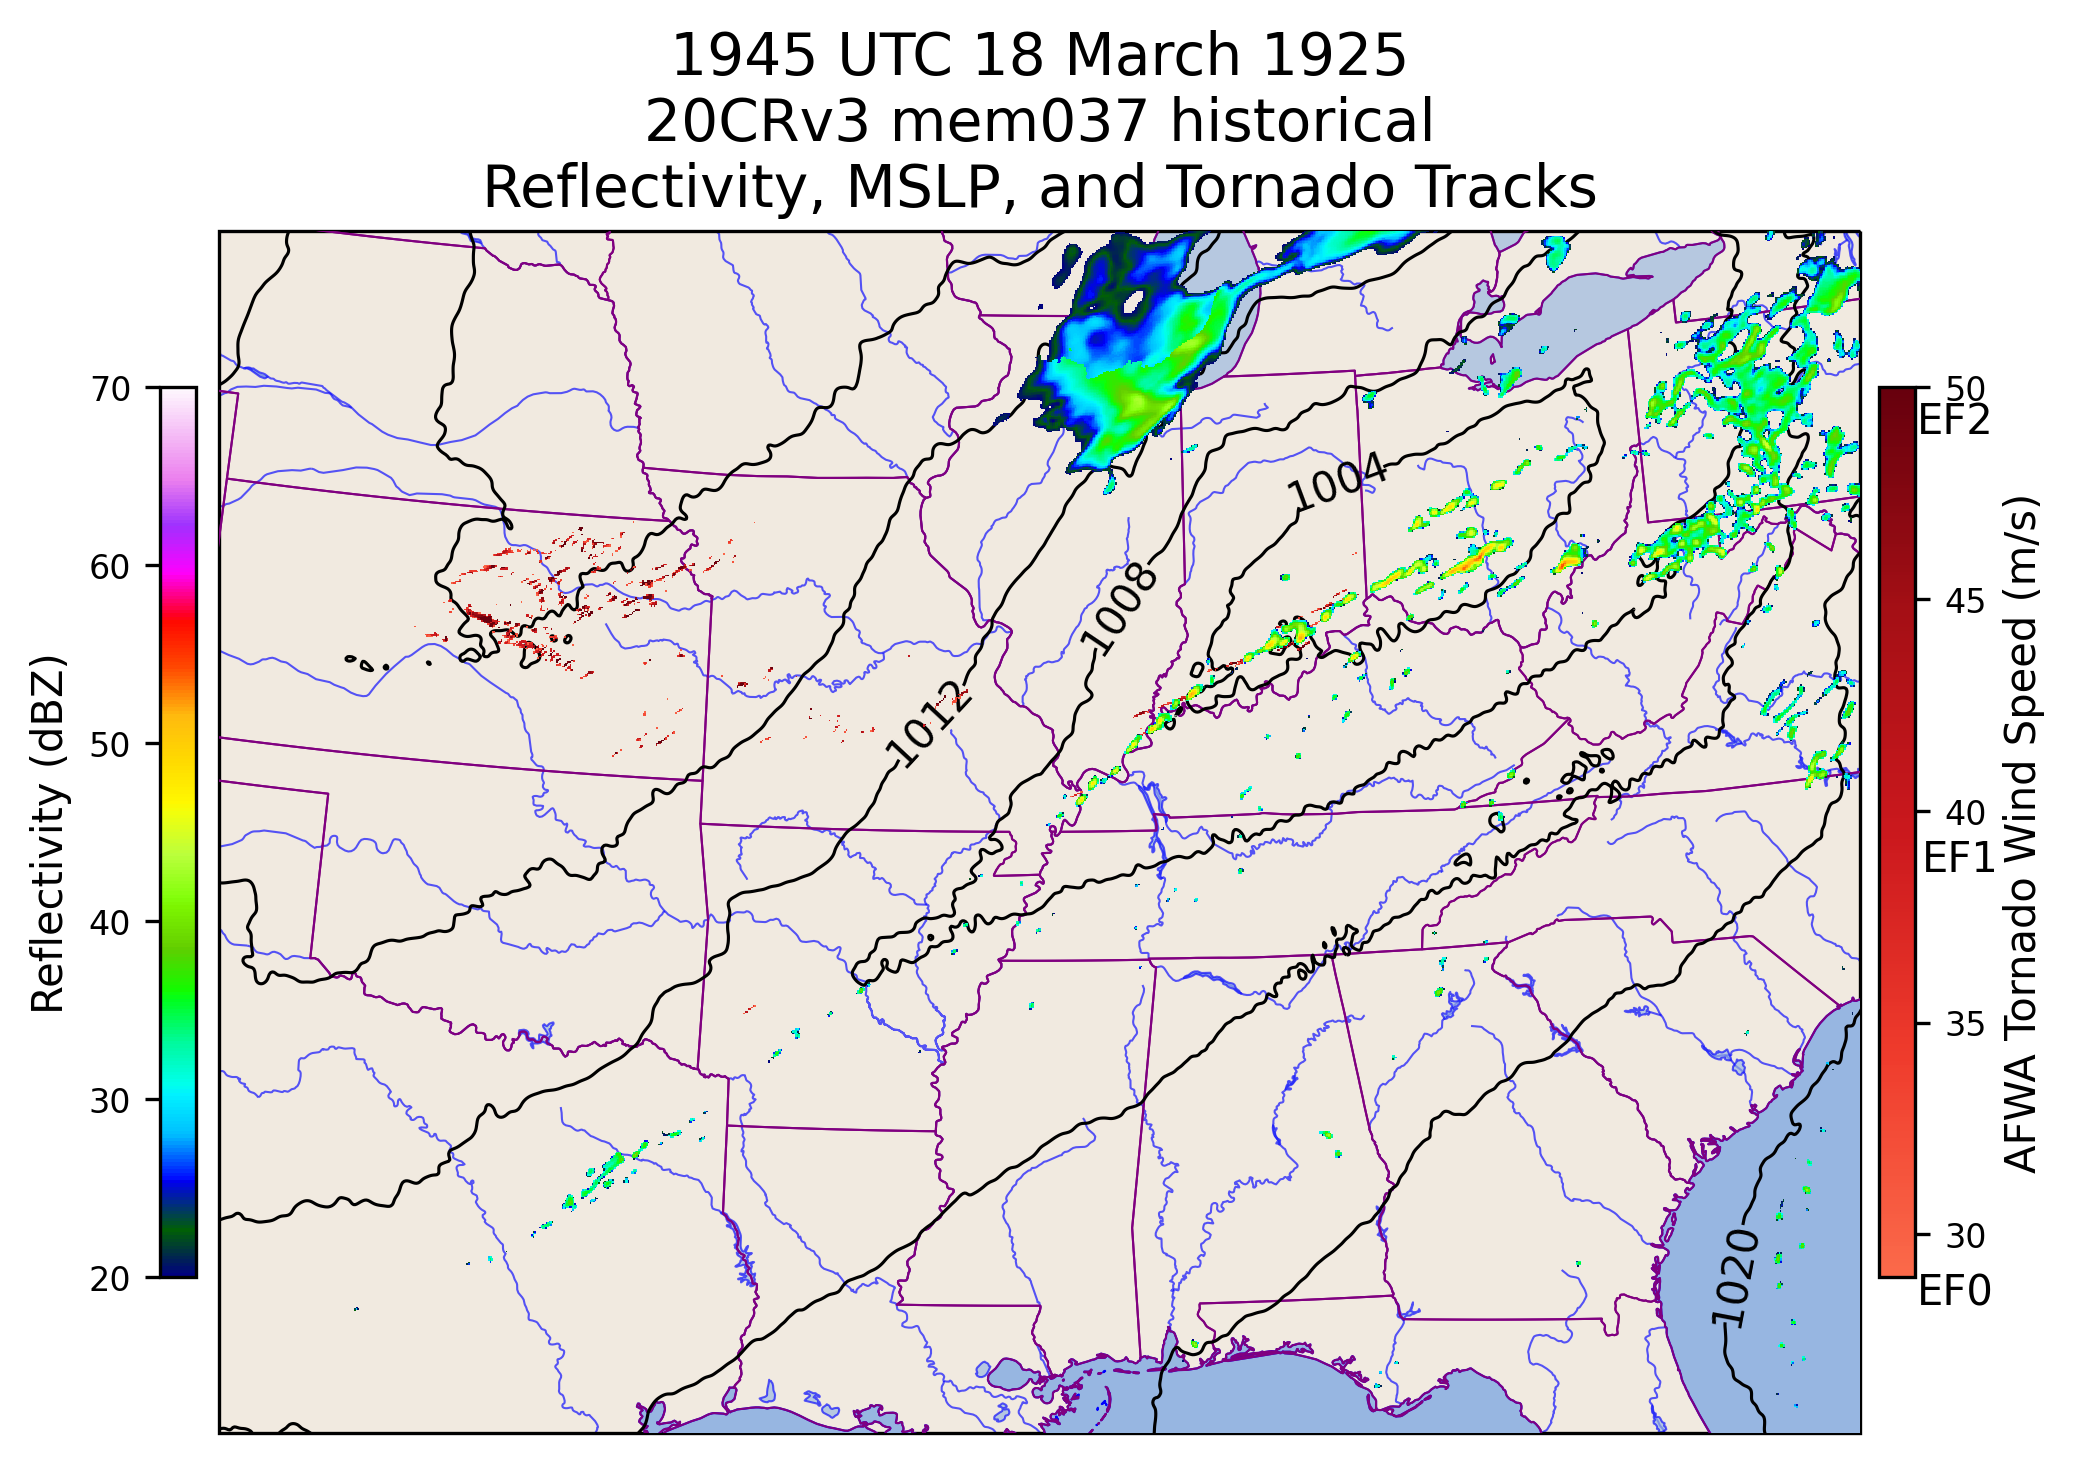 1945 UTC 18 March 1925
20CRv3 mem037 historical
Reflectivity, MSLP, and Tornado Tracks
Reflectivity (dBZ)
70
60
50
40
30
20
1004
1008
1012
1020
50
EF2
45
40
EF1
35
30
EF0
AFWA Tornado Wind Speed (m/s)